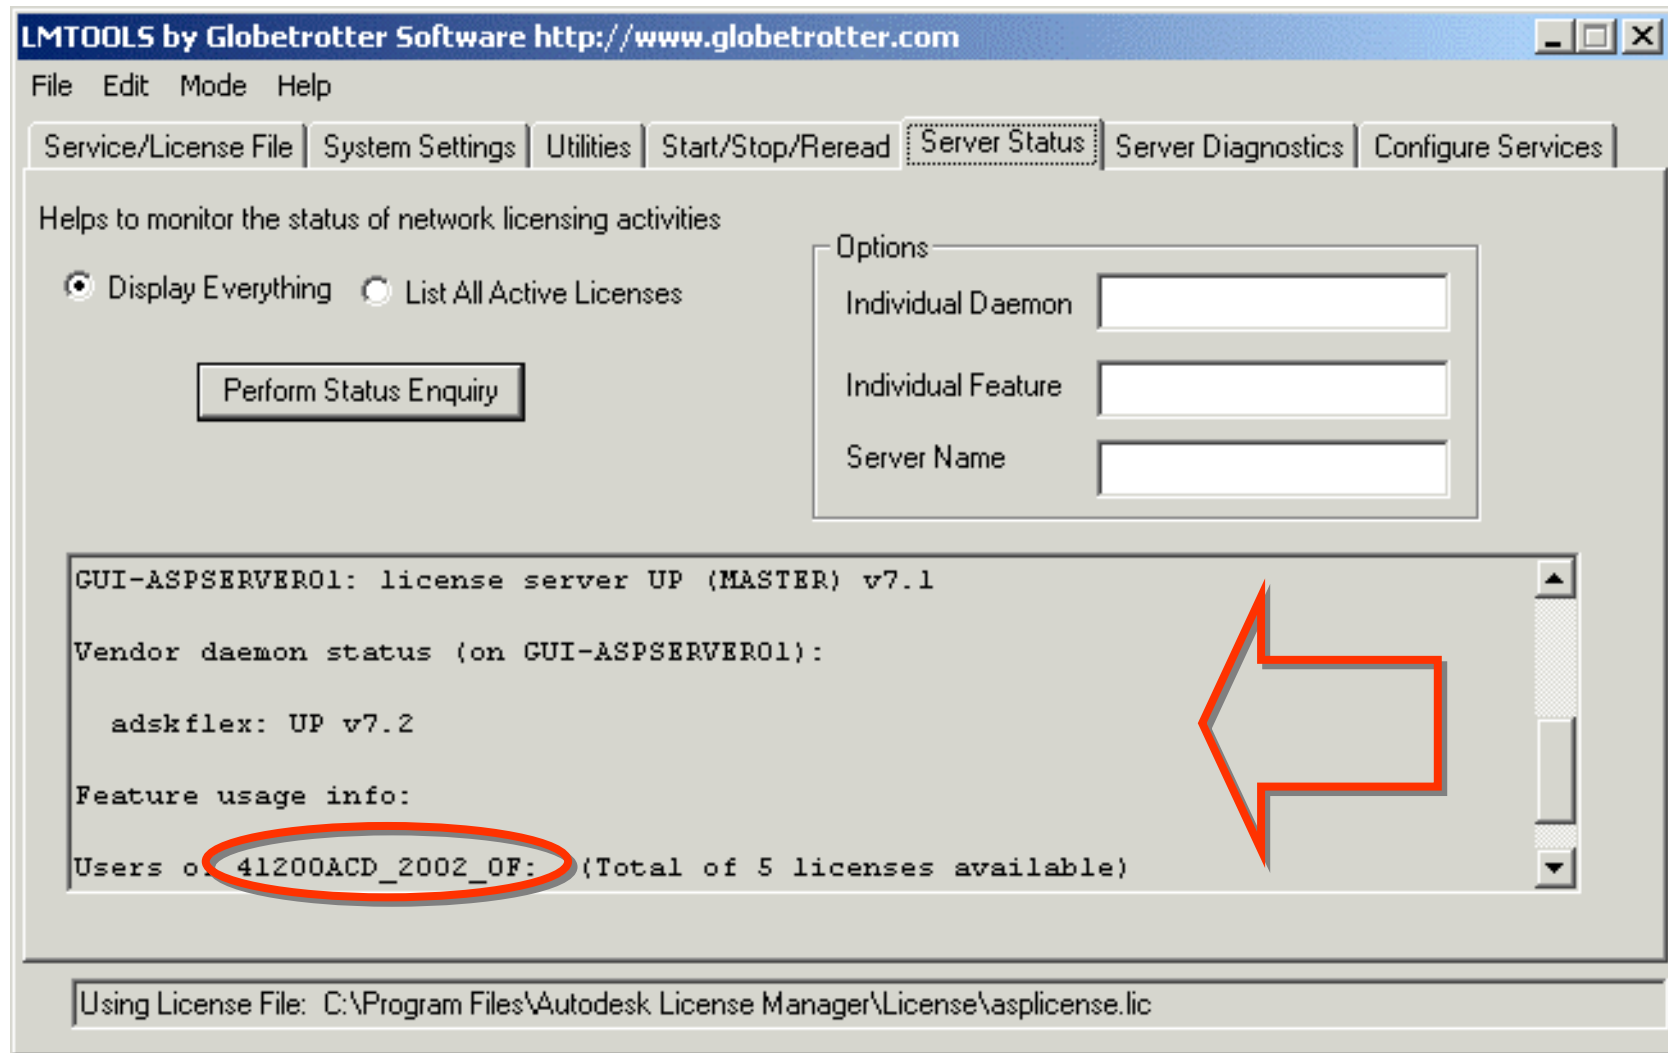 LMTOOLS by Globetrotter Software http://www.globetrotter.com
File Edit Mode Help
Service/License File System Settings Utilities Start/Stop/Reread Server Status Server Diagnostics Configure Services
Helps to monitor the status of network licensing activities
Display Everything List All Active Licenses
Perform Status Enquiry
Options
Individual Daemon
Individual Feature
Server Name
GUI-ASPSERVER01: license server UP (MASTER) v7.1
Vendor daemon status (on GUI-ASPSERVER01):
adskflex: UP v7.2
Feature usage info:
Users of 41200ACD_2002_0F: (Total of 5 licenses available)
Using License File: C:\Program Files\Autodesk License Manager\License\asplicense.lic